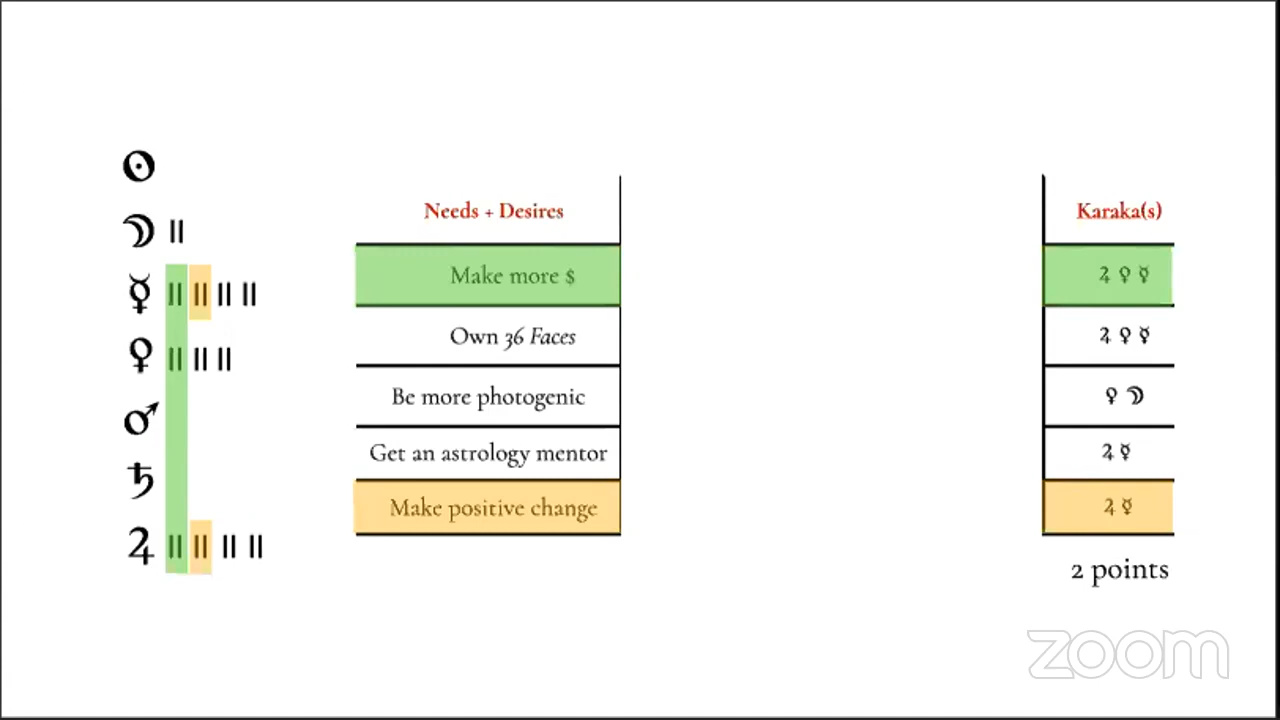 ☉
☽ ||
☿ || || || ||
♀ || || ||
♂
♄
♃ || || || ||
Needs + Desires
Make more $
Own 36 Faces
Be more photogenic
Get an astrology mentor
Make positive change
Karaka(s)
♃ ♀ ☿
♃ ♀ ☿
♀ ☽
♃ ☿
♃ ☿
2 points
zoom